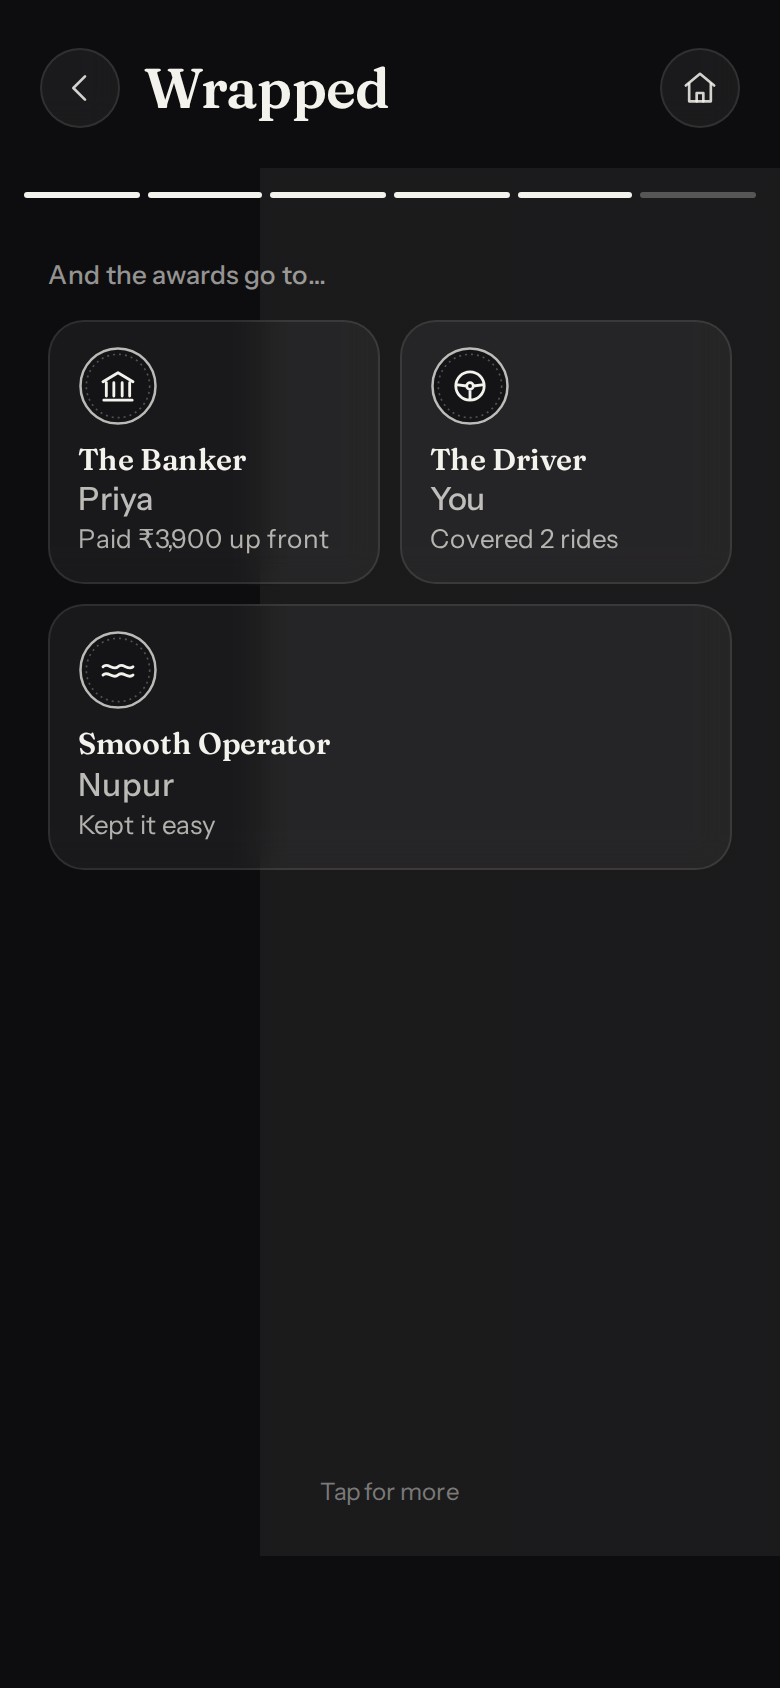 Wrapped
And the awards go to...
The Banker
Priya
Paid ₹3,900 up front
The Driver
You
Covered 2 rides
Smooth Operator
Nupur
Kept it easy
Tap for more